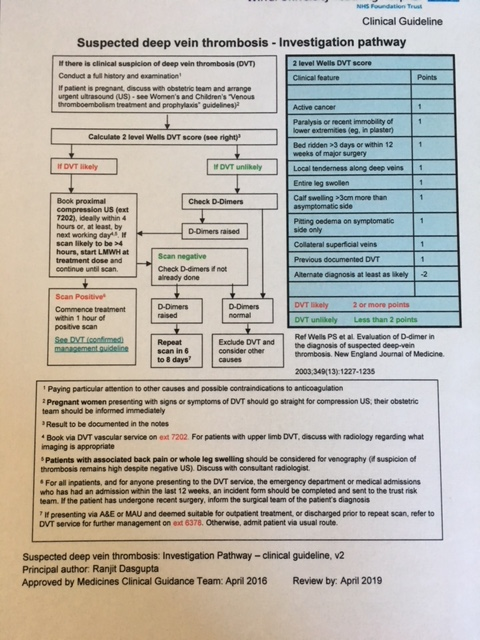 NHS Foundation Trust
Clinical Guideline
Suspected deep vein thrombosis - Investigation pathway
If there is clinical suspicion of deep vein thrombosis (DVT)
Conduct a full history and examination¹
If patient is pregnant, discuss with obstetric team and arrange
urgent ultrasound (US) - see Women and Children's "Venous
thromboembolism treatment and prophylaxis" guidelines)²
Calculate 2 level Wells DVT score (see right)³
If DVT likely
If DVT unlikely
Book proximal
compression US (ext
7202), ideally within 4
hours or, at least, by
next working day⁴,⁵. If
scan likely to be >4
hours, start LMWH at
treatment dose and
continue until scan.
Check D-Dimers
D-Dimers raised
Scan negative
Check D-dimers if not
already done
Scan Positive⁶
Commence treatment
within 1 hour of
positive scan
See DVT (confirmed)
management guideline
D-Dimers
raised
D-Dimers
normal
Repeat
scan in 6
to 8 days⁷
Exclude DVT and
consider other
causes
2 level Wells DVT score
Clinical feature Points
Active cancer 1
Paralysis or recent immobility of
lower extremities (eg, in plaster) 1
Bed ridden >3 days or within 12
weeks of major surgery 1
Local tenderness along deep veins 1
Entire leg swollen 1
Calf swelling >3cm more than
asymptomatic side 1
Pitting oedema on symptomatic
side only 1
Collateral superficial veins 1
Previous documented DVT 1
Alternate diagnosis at least as likely -2
DVT likely 2 or more points
DVT unlikely Less than 2 points
Ref Wells PS et al. Evaluation of D-dimer in
the diagnosis of suspected deep-vein
thrombosis. New England Journal of Medicine.
2003;349(13):1227-1235
¹ Paying particular attention to other causes and possible contraindications to anticoagulation
² Pregnant women presenting with signs or symptoms of DVT should go straight for compression US; their obstetric
team should be informed immediately
³ Result to be documented in the notes
⁴ Book via DVT vascular service on ext 7202. For patients with upper limb DVT, discuss with radiology regarding what
imaging is appropriate
⁵ Patients with associated back pain or whole leg swelling should be considered for venography (if suspicion of
thrombosis remains high despite negative US). Discuss with consultant radiologist.
⁶ For all inpatients, and for anyone presenting to the DVT service, the emergency department or medical admissions
who has had an admission within the last 12 weeks, an incident form should be completed and sent to the trust risk
team. If the patient has undergone recent surgery, inform the surgical team of the patient's diagnosis
⁷ If presenting via A&E or MAU and deemed suitable for outpatient treatment, or discharged prior to repeat scan, refer to
DVT service for further management on ext 6378. Otherwise, admit patient via usual route.
Suspected deep vein thrombosis: Investigation Pathway – clinical guideline, v2
Principal author: Ranjit Dasgupta
Approved by Medicines Clinical Guidance Team: April 2016 Review by: April 2019